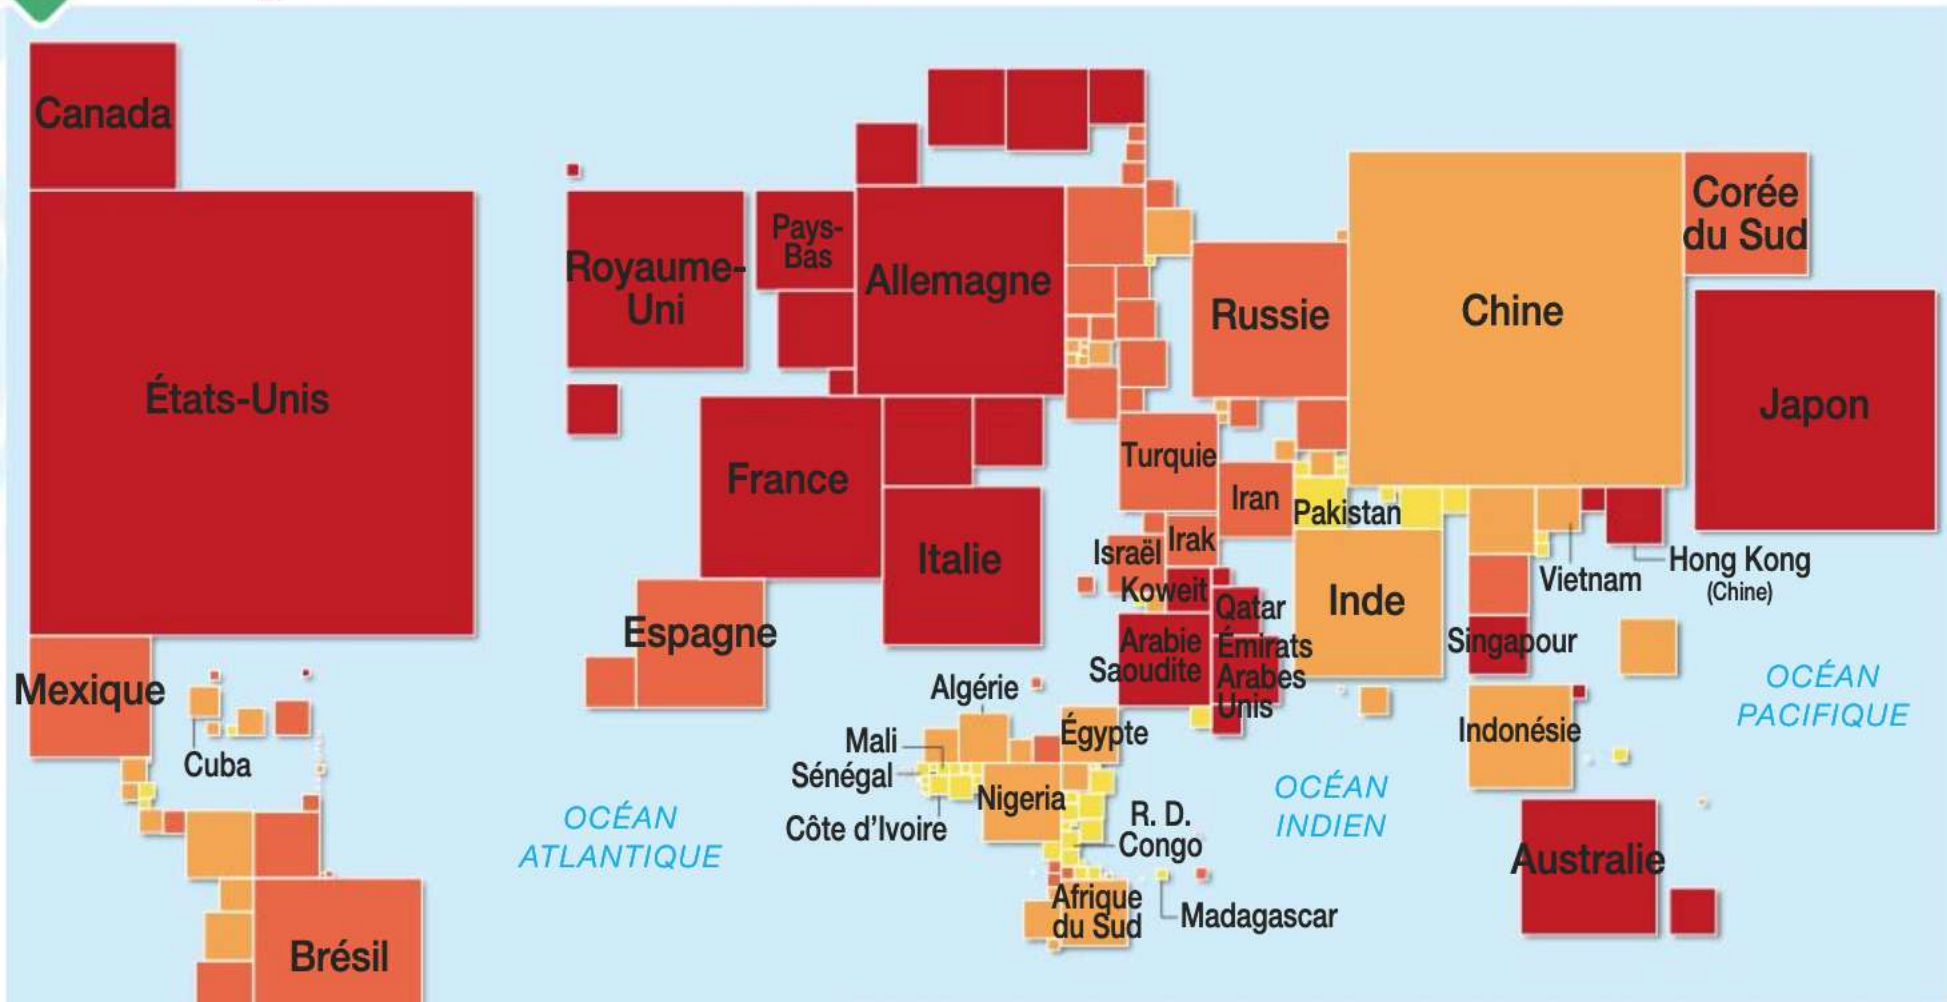 Canada
États-Unis
Mexique
Cuba
Brésil
OCÉAN
ATLANTIQUE
Royaume-
Uni
Pays-
Bas
Allemagne
France
Italie
Espagne
Algérie
Mali
Sénégal
Côte d'Ivoire
Nigeria
Égypte
R. D.
Congo
Afrique
du Sud
Madagascar
Russie
Turquie
Iran
Irak
Israël
Koweit
Qatar
Arabie
Saoudite
Émirats
Arabes
Unis
Pakistan
Inde
OCÉAN
INDIEN
Chine
Corée
du Sud
Japon
Vietnam
Hong Kong
(Chine)
Singapour
Indonésie
Australie
OCÉAN
PACIFIQUE